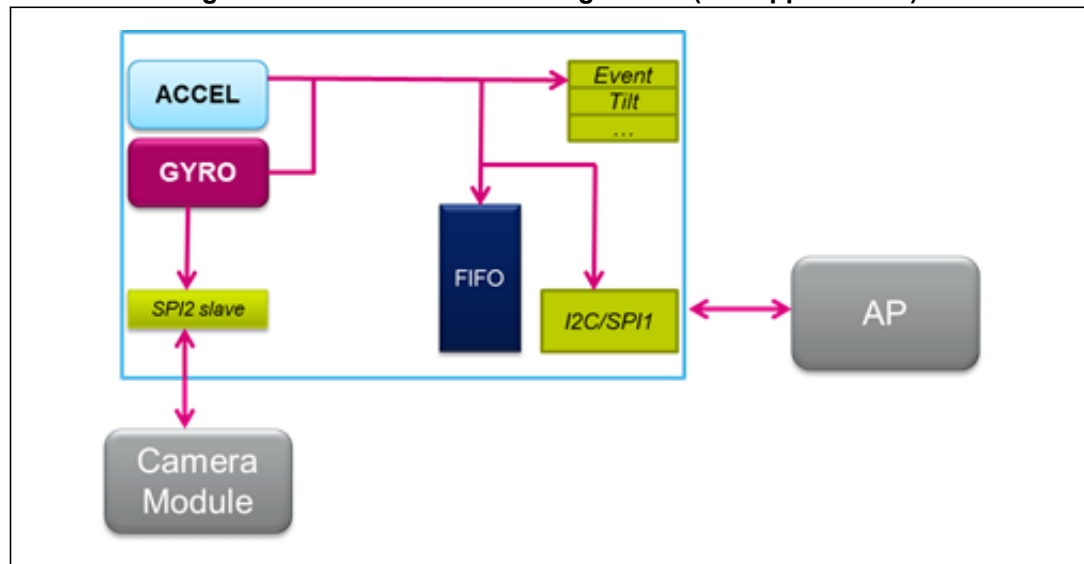 ACCEL
GYRO
Event
Tilt
...
FIFO
SPI2 slave
I2C/SPI1
AP
Camera
Module